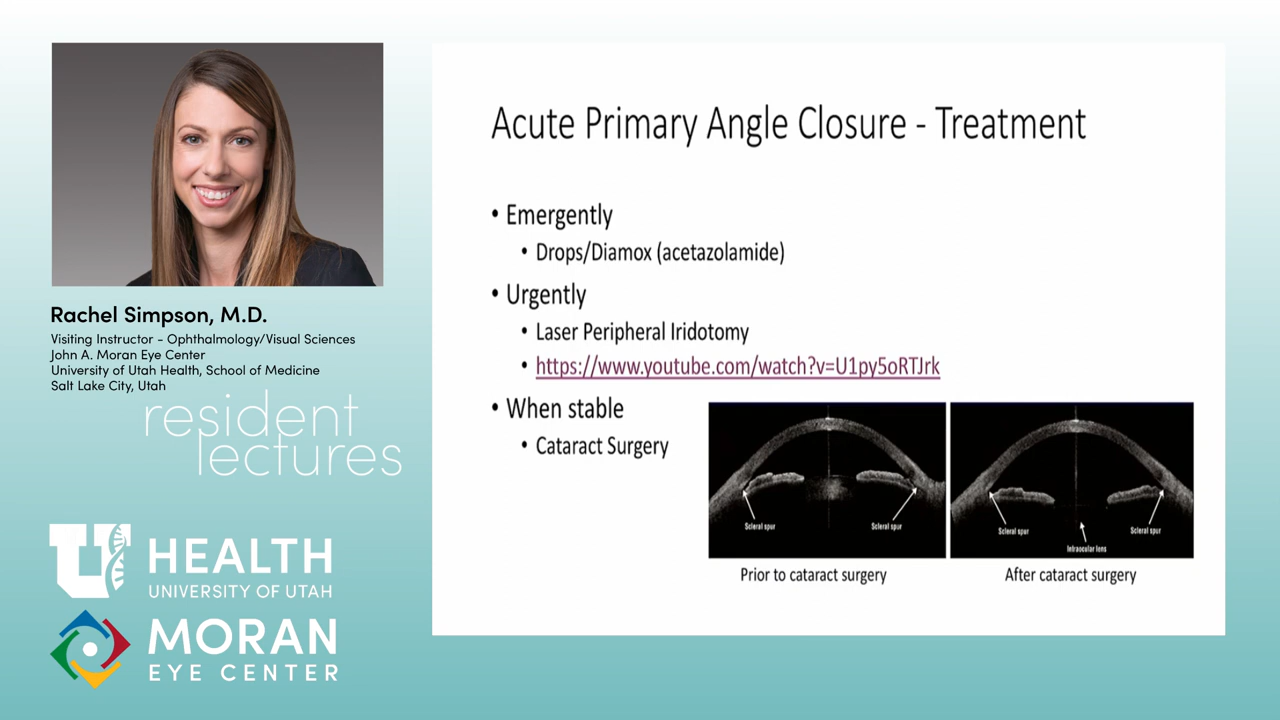 Rachel Simpson, M.D.
Visiting Instructor - Ophthalmology/Visual Sciences
John A. Moran Eye Center
University of Utah Health, School of Medicine
Salt Lake City, Utah
resident
lectures
U HEALTH
UNIVERSITY OF UTAH
MORAN
EYE CENTER
Acute Primary Angle Closure - Treatment
• Emergently
• Drops/Diamox (acetazolamide)
• Urgently
• Laser Peripheral Iridotomy
• https://www.youtube.com/watch?v=U1py5oRTJrk
• When stable
• Cataract Surgery
Scleral spur
Scleral spur
Scleral spur
Scleral spur
Intraocular lens
Prior to cataract surgery
After cataract surgery